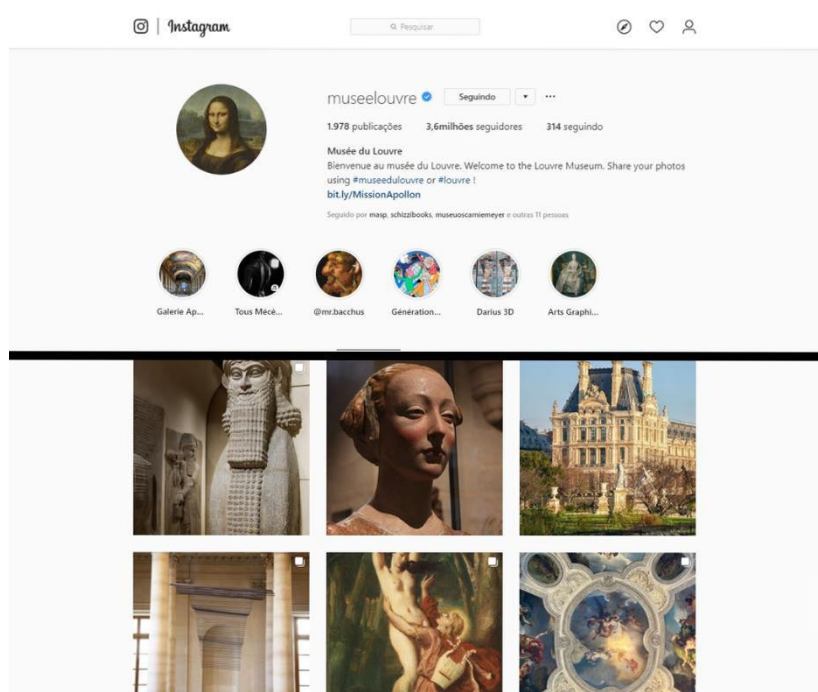 Instagram
Pesquisar
museelouvre Seguindo
1.978 publicações 3,6milhões seguidores 314 seguindo
Musée du Louvre
Bienvenue au musée du Louvre. Welcome to the Louvre Museum. Share your photos
using #museedulouvre or #louvre !
bit.ly/MissionApollon
Seguido por masp, schizzibooks, museuoscarniemeyer e outras 11 pessoas
Galerie Ap... Tous Mécè... @mr.bacchus Génération... Darius 3D Arts Graphi...